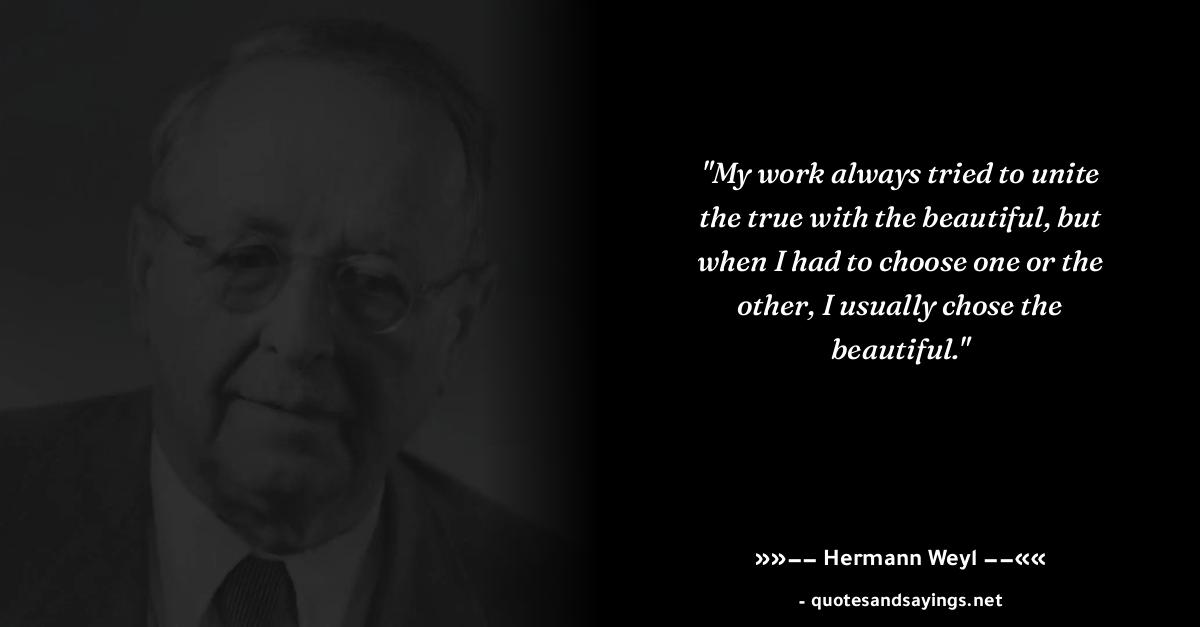 "My work always tried to unite
the true with the beautiful, but
when I had to choose one or the
other, I usually chose the
beautiful."
»»-- Hermann Weyl --««
- quotesandsayings.net